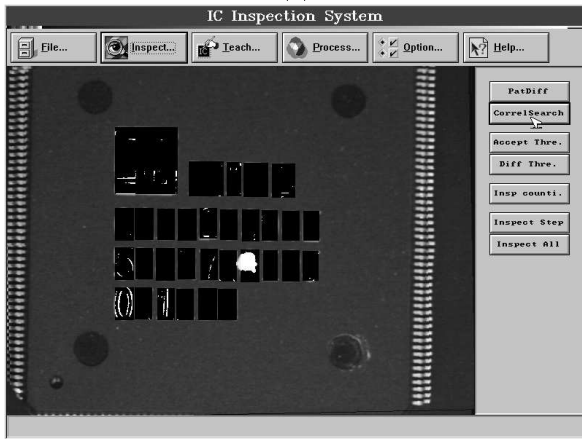 IC Inspection System
File... Inspect... Teach... Process... Option... Help...
PatDiff
CorrelSearch
Accept Thre.
Diff Thre.
Insp counti.
Inspect Step
Inspect All